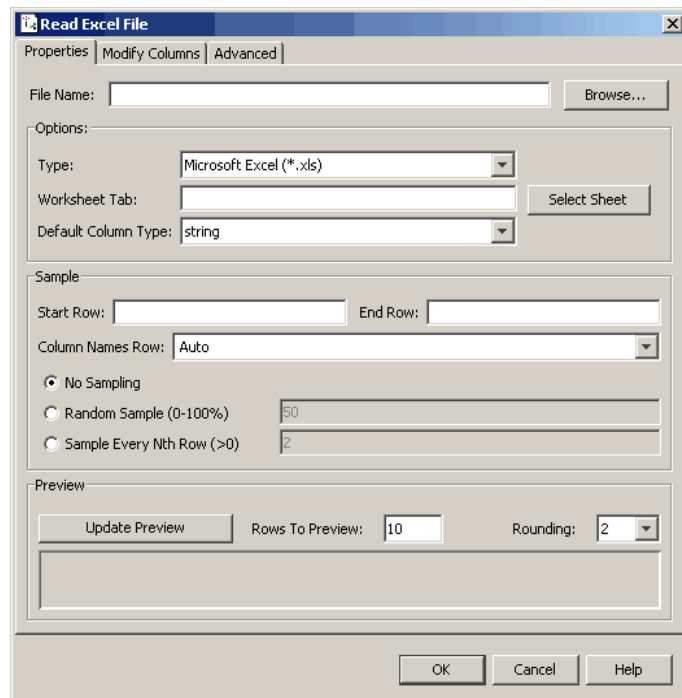 Read Excel File
Properties Modify Columns Advanced
File Name: Browse...
Options:
Type: Microsoft Excel (*.xls)
Worksheet Tab: Select Sheet
Default Column Type: string
Sample
Start Row: End Row:
Column Names Row: Auto
No Sampling
Random Sample (0-100%) 50
Sample Every Nth Row (>0) 2
Preview
Update Preview Rows To Preview: 10 Rounding: 2
OK Cancel Help